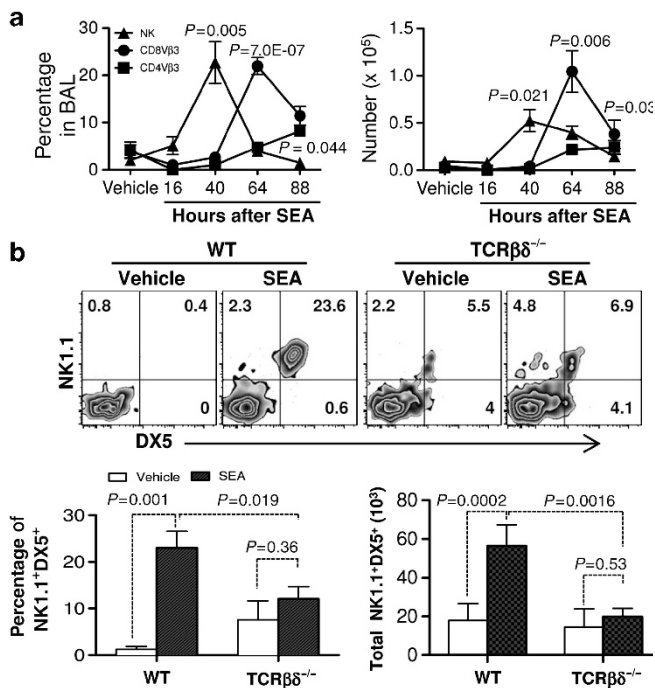 a
NK
CD8Vβ3
CD4Vβ3
P=0.005
P=7.0E-07
P = 0.044
Percentage
in BAL
30
20
10
0
Vehicle 16 40 64 88
Hours after SEA
P=0.006
P=0.021
P=0.03
Number (x 10⁵)
1.5
1.0
0.5
0.0
Vehicle 16 40 64 88
Hours after SEA
b
WT
TCRβδ⁻/⁻
Vehicle SEA Vehicle SEA
0.8 0.4 2.3 23.6 2.2 5.5 4.8 6.9
0 0.6 4 4.1
NK1.1
DX5
Vehicle SEA
P=0.001 P=0.019
P=0.36
Percentage of
NK1.1⁺DX5⁺
30
20
10
0
WT TCRβδ⁻/⁻
P=0.0002 P=0.0016
P=0.53
Total NK1.1⁺DX5⁺ (10³)
80
60
40
20
0
WT TCRβδ⁻/⁻